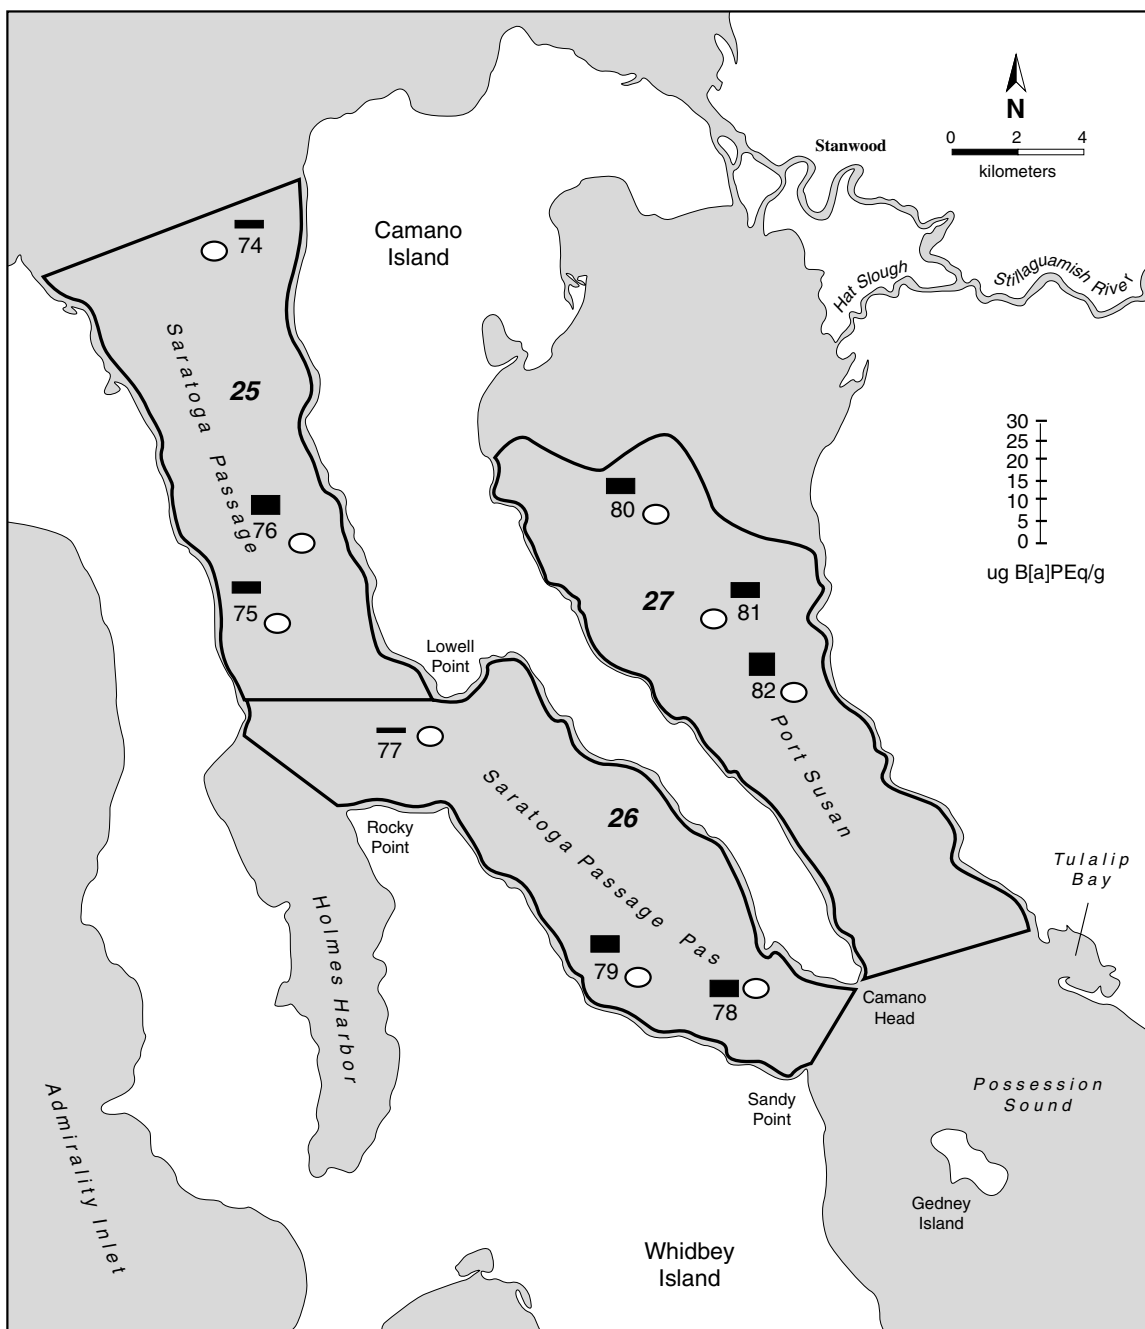 N
0 2 4
kilometers
Stanwood
Camano
Island
Hat Slough
Stillaguamish River
74
Saratoga Passage
25
76
75
30
25
20
15
10
5
0
ug B[a]PEq/g
80
27
81
82
Port Susan
Lowell
Point
77
Saratoga Passage Pas
26
Rocky
Point
Holmes Harbor
79
78
Tulalip
Bay
Camano
Head
Sandy
Point
Possession
Sound
Admirality Inlet
Gedney
Island
Whidbey
Island